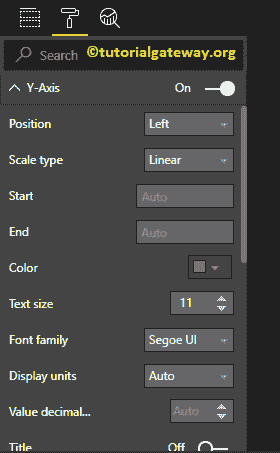 Search ©tutorialgateway.org
Y-Axis On
Position Left
Scale type Linear
Start Auto
End Auto
Color
Text size 11
Font family Segoe UI
Display units Auto
Value decimal... Auto
Title Off